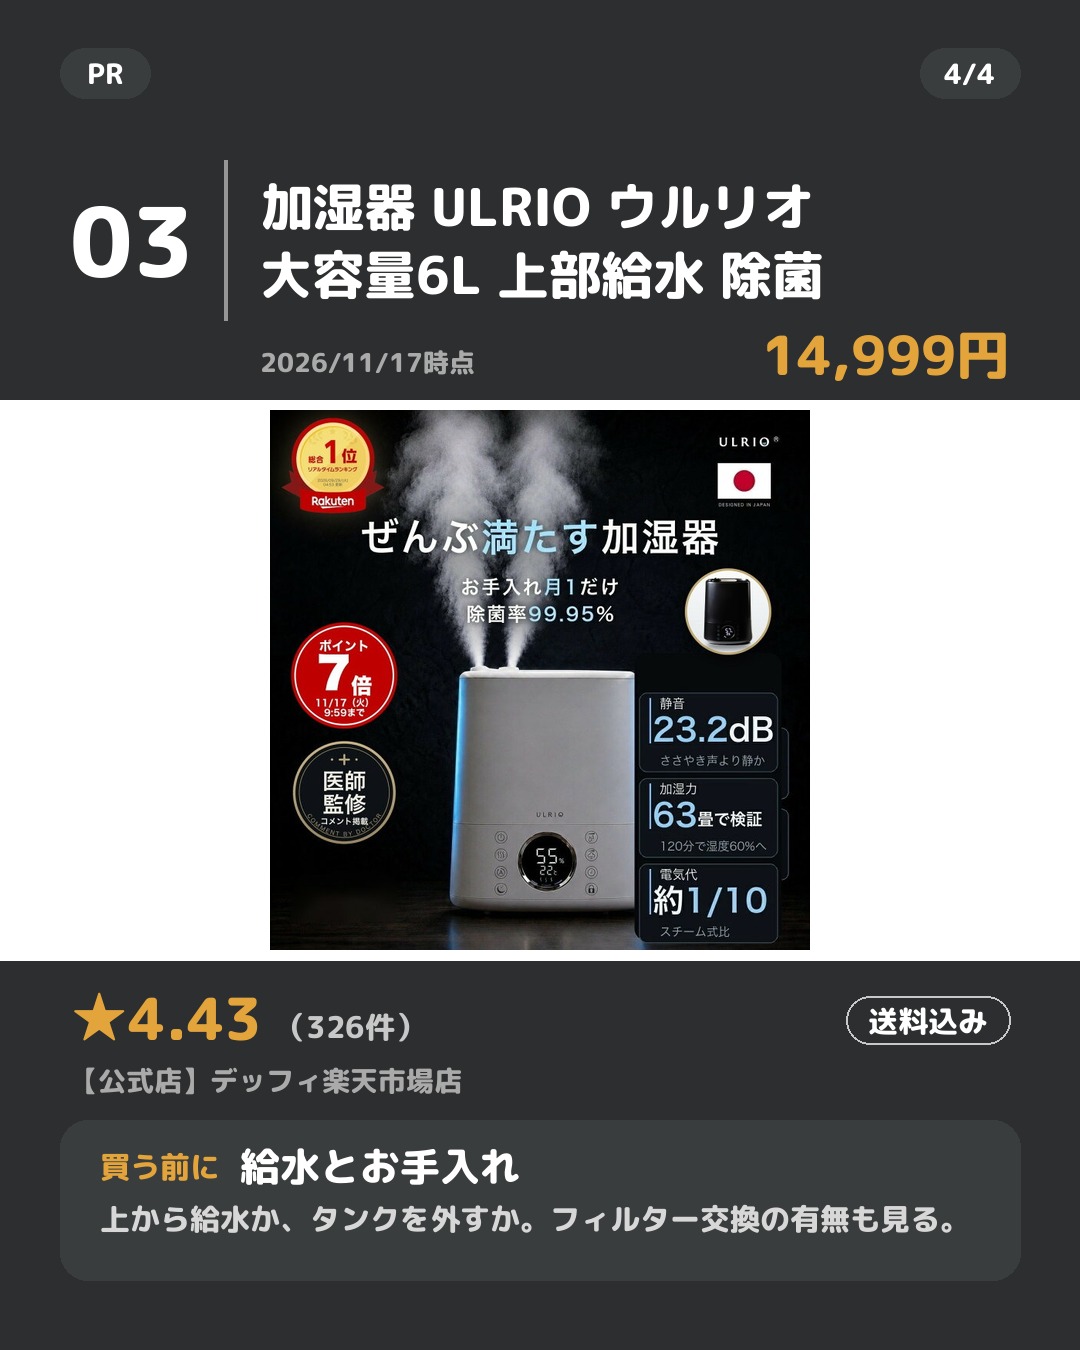 PR
4/4
03
加湿器 ULRIO ウルリオ
大容量6L 上部給水 除菌
2026/11/17時点
14,999円
総合1位
リアルタイムランキング
Rakuten
ULRIO®
DESIGNED IN JAPAN
ぜんぶ満たす加湿器
お手入れ月1だけ
除菌率99.95%
ポイント
7倍
11/17（火）
9:59まで
医師
監修
コメント掲載
COMMENT BY DOCTOR
静音
23.2dB
ささやき声より静か
加湿力
63畳で検証
120分で湿度60%へ
電気代
約1/10
スチーム式比
ULRIO
55%
22℃
★4.43（326件）
送料込み
【公式店】デッフィ楽天市場店
買う前に 給水とお手入れ
上から給水か、タンクを外すか。フィルター交換の有無も見る。